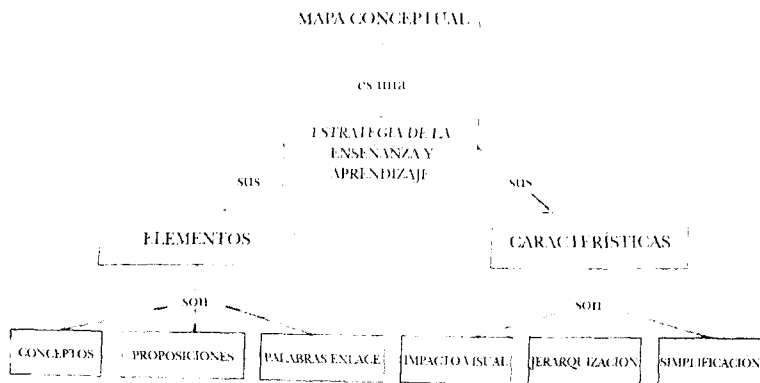 MAPA CONCEPTUAL
es una
ESTRATEGIA DE LA
ENSEÑANZA Y
APRENDIZAJE
sus
sus
ELEMENTOS
CARACTERÍSTICAS
son
son
CONCEPTOS
PROPOSICIONES
PALABRAS ENLACE
IMPACTO VISUAL
JERARQUIZACION
SIMPLIFICACION